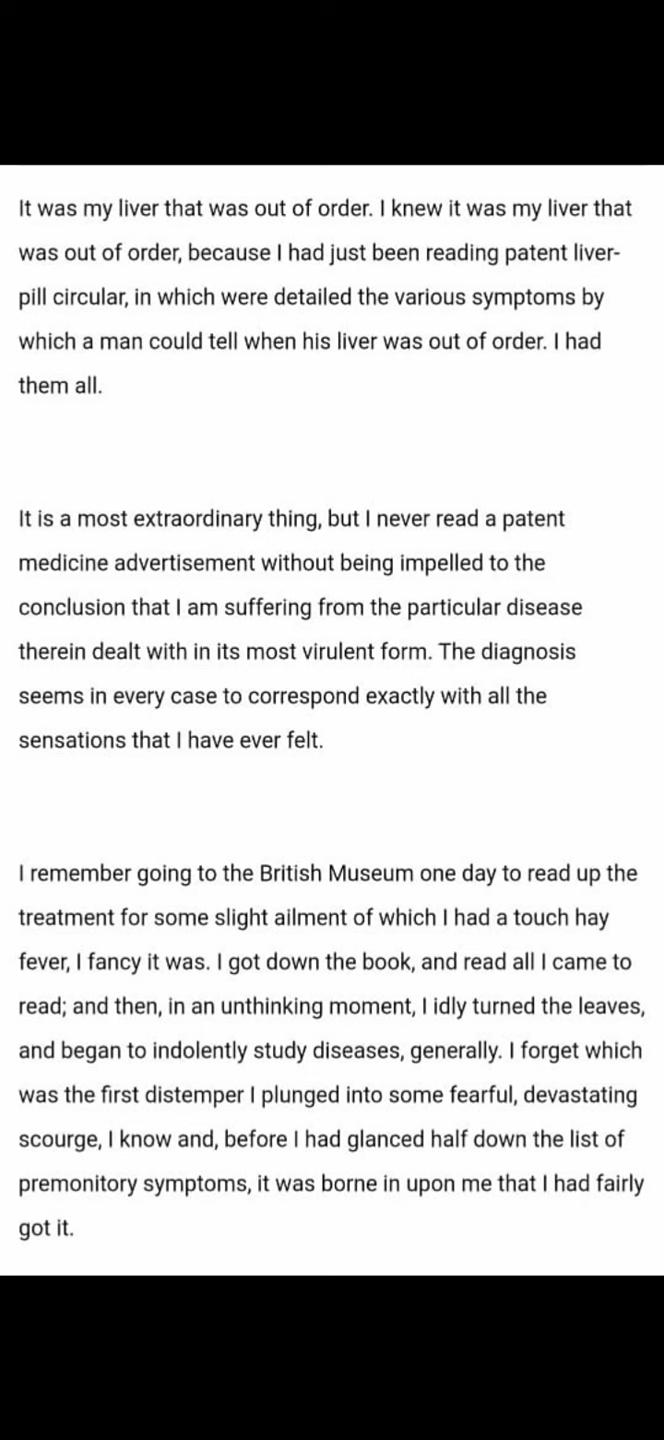 It was my liver that was out of order. I knew it was my liver that
was out of order, because I had just been reading patent liver-
pill circular, in which were detailed the various symptoms by
which a man could tell when his liver was out of order. I had
them all.
It is a most extraordinary thing, but I never read a patent
medicine advertisement without being impelled to the
conclusion that I am suffering from the particular disease
therein dealt with in its most virulent form. The diagnosis
seems in every case to correspond exactly with all the
sensations that I have ever felt.
I remember going to the British Museum one day to read up the
treatment for some slight ailment of which I had a touch hay
fever, I fancy it was. I got down the book, and read all I came to
read; and then, in an unthinking moment, I idly turned the leaves,
and began to indolently study diseases, generally. I forget which
was the first distemper I plunged into some fearful, devastating
scourge, I know and, before I had glanced half down the list of
premonitory symptoms, it was borne in upon me that I had fairly
got it.